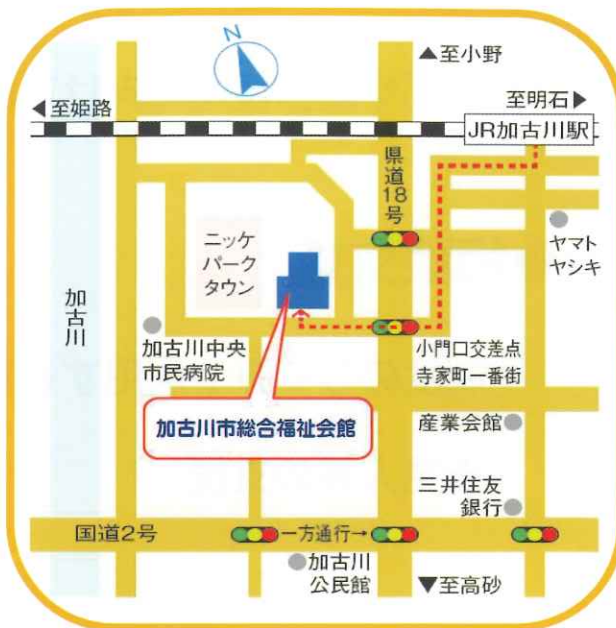 N
▲至小野
◀至姫路
至明石▶
JR加古川駅
県道18号
ニッケ
パーク
タウン
ヤマト
ヤシキ
加古川
加古川中央
市民病院
小門口交差点
寺家町一番街
加古川市総合福祉会館
産業会館
三井住友
銀行
国道2号
一方通行→
加古川
公民館
▼至高砂